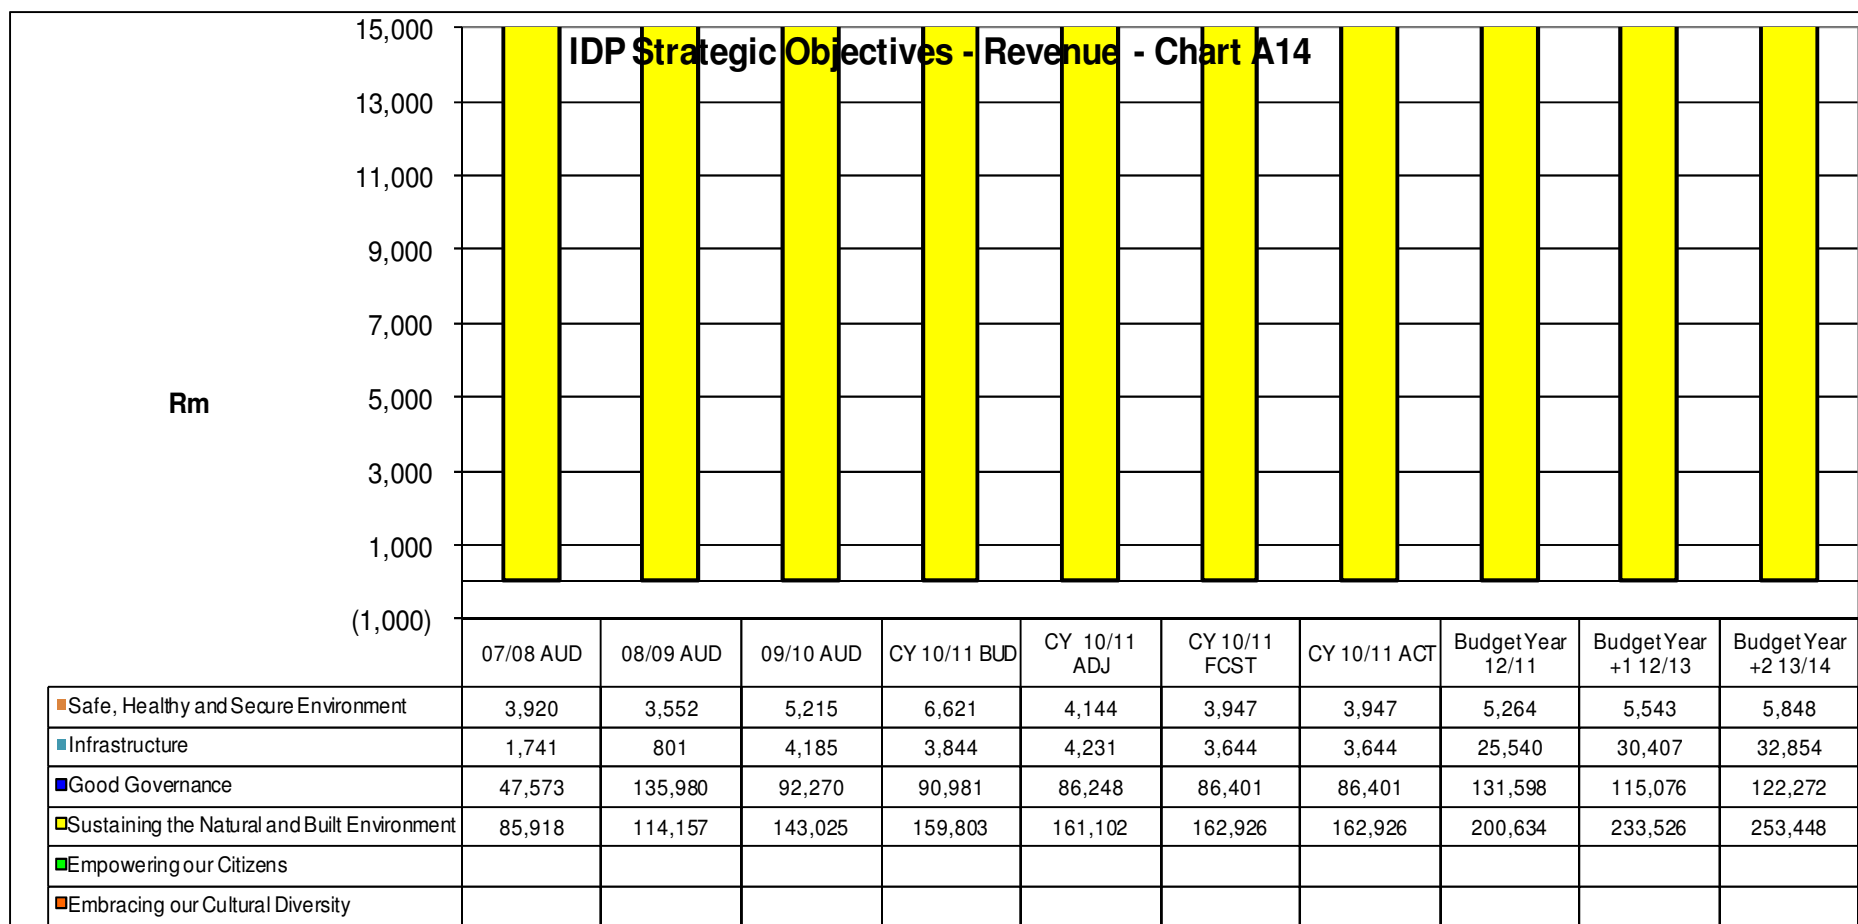 IDP Strategic Objectives - Revenue - Chart A14
15,000
13,000
11,000
9,000
7,000
5,000
3,000
1,000
(1,000)
Rm
07/08 AUD 08/09 AUD 09/10 AUD CY 10/11 BUD CY 10/11 ADJ CY 10/11 FCST CY 10/11 ACT Budget Year 12/11 Budget Year +1 12/13 Budget Year +2 13/14
Safe, Healthy and Secure Environment 3,920 3,552 5,215 6,621 4,144 3,947 3,947 5,264 5,543 5,848
Infrastructure 1,741 801 4,185 3,844 4,231 3,644 3,644 25,540 30,407 32,854
Good Governance 47,573 135,980 92,270 90,981 86,248 86,401 86,401 131,598 115,076 122,272
Sustaining the Natural and Built Environment 85,918 114,157 143,025 159,803 161,102 162,926 162,926 200,634 233,526 253,448
Empowering our Citizens
Embracing our Cultural Diversity